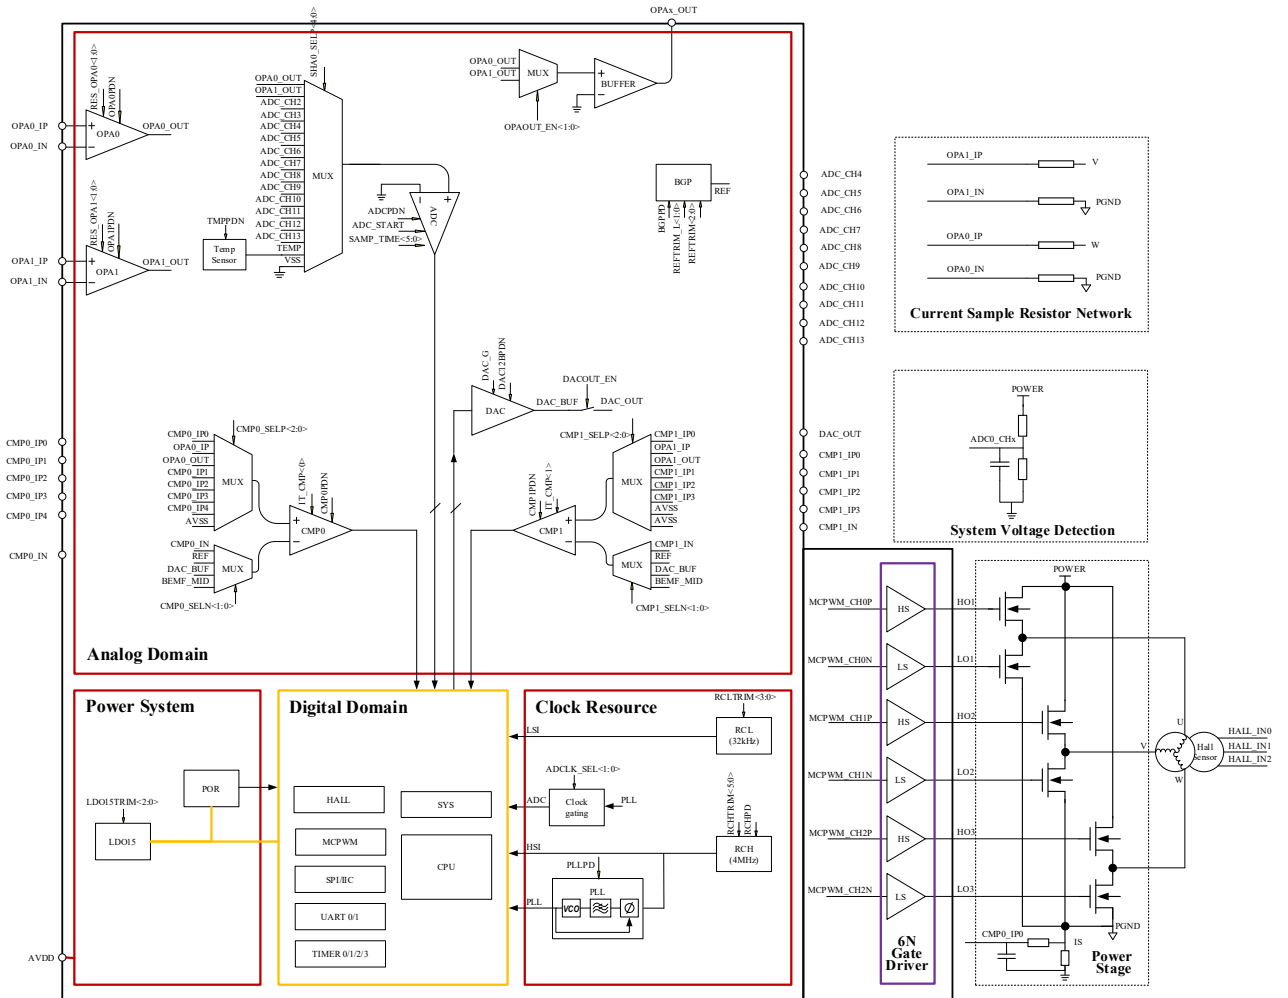 OPAx_OUT
SHA0_SELP<4:0>
RES_OPA0<1:0>
OPA0PDN
OPA0_IP
OPA0_IN
OPA0
OPA0_OUT
OPA0_OUT
OPA1_OUT
ADC_CH2
ADC_CH3
ADC_CH4
ADC_CH5
ADC_CH6
ADC_CH7
ADC_CH8
ADC_CH9
ADC_CH10
ADC_CH11
ADC_CH12
ADC_CH13
TEMP
VSS
MUX
OPA0_OUT
OPA1_OUT
MUX
BUFFER
OPAOUT_EN<1:0>
RES_OPA1<1:0>
OPA1PDN
OPA1_IP
OPA1_IN
OPA1
OPA1_OUT
TMPPDN
Temp
Sensor
ADC
ADCPDN
ADC_START
SAMP_TIME<5:0>
BGP
REF
BGPPD
REFTRIM_L<1:0>
REFTRIM<2:0>
ADC_CH4
ADC_CH5
ADC_CH6
ADC_CH7
ADC_CH8
ADC_CH9
ADC_CH10
ADC_CH11
ADC_CH12
ADC_CH13
OPA1_IP
V
OPA1_IN
PGND
OPA0_IP
W
OPA0_IN
PGND
Current Sample Resistor Network
DAC_G
DAC12BPDN
DAC
DAC_BUF
DACOUT_EN
DAC_OUT
POWER
ADC0_CHx
System Voltage Detection
CMP0_IP0
CMP0_IP1
CMP0_IP2
CMP0_IP3
CMP0_IP4
CMP0_IN
CMP0_SELP<2:0>
CMP0_IP0
OPA0_IP
OPA0_OUT
CMP0_IP1
CMP0_IP2
CMP0_IP3
CMP0_IP4
AVSS
MUX
CMP0_IN
REF
DAC_BUF
BEMF_MID
MUX
CMP0_SELN<1:0>
IT_CMP<0>
CMP0PDN
CMP0
CMP1PDN
IT_CMP<1>
CMP1
CMP1_SELP<2:0>
CMP1_IP0
OPA1_IP
OPA1_OUT
CMP1_IP1
CMP1_IP2
CMP1_IP3
AVSS
AVSS
MUX
CMP1_IN
REF
DAC_BUF
BEMF_MID
MUX
CMP1_SELN<1:0>
DAC_OUT
CMP1_IP0
CMP1_IP1
CMP1_IP2
CMP1_IP3
CMP1_IN
Analog Domain
Power System
LDO15TRIM<2:0>
LDO15
POR
AVDD
Digital Domain
HALL
MCPWM
SPI/IIC
UART 0/1
TIMER 0/1/2/3
SYS
CPU
Clock Resource
LSI
RCLTRIM<3:0>
RCL
(32kHz)
ADCLK_SEL<1:0>
ADC
Clock
gating
PLL
RCHTRIM<5:0>
RCHPD
HSI
RCH
(4MHz)
PLLPD
PLL
PLL
VCO
Ø
MCPWM_CH0P
HS
HO1
MCPWM_CH0N
LS
LO1
MCPWM_CH1P
HS
HO2
MCPWM_CH1N
LS
LO2
MCPWM_CH2P
HS
HO3
MCPWM_CH2N
LS
LO3
6N
Gate
Driver
POWER
U
V
W
Hall
Sensor
HALL_IN0
HALL_IN1
HALL_IN2
PGND
CMP0_IP0
IS
Power
Stage